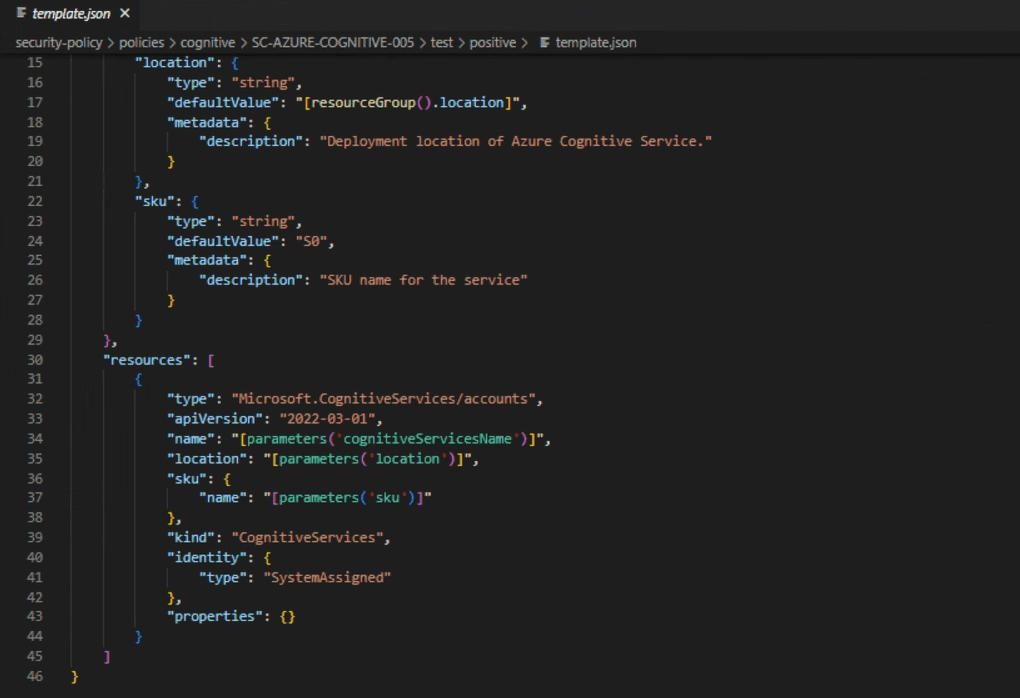 template.json ×
security-policy > policies > cognitive > SC-AZURE-COGNITIVE-005 > test > positive > template.json
15 "location": {
16 "type": "string",
17 "defaultValue": "[resourceGroup().location]",
18 "metadata": {
19 "description": "Deployment location of Azure Cognitive Service."
20 }
21 },
22 "sku": {
23 "type": "string",
24 "defaultValue": "S0",
25 "metadata": {
26 "description": "SKU name for the service"
27 }
28 }
29 },
30 "resources": [
31 {
32 "type": "Microsoft.CognitiveServices/accounts",
33 "apiVersion": "2022-03-01",
34 "name": "[parameters('cognitiveServicesName')]",
35 "location": "[parameters('location')]",
36 "sku": {
37 "name": "[parameters('sku')]"
38 },
39 "kind": "CognitiveServices",
40 "identity": {
41 "type": "SystemAssigned"
42 },
43 "properties": {}
44 }
45 ]
46 }